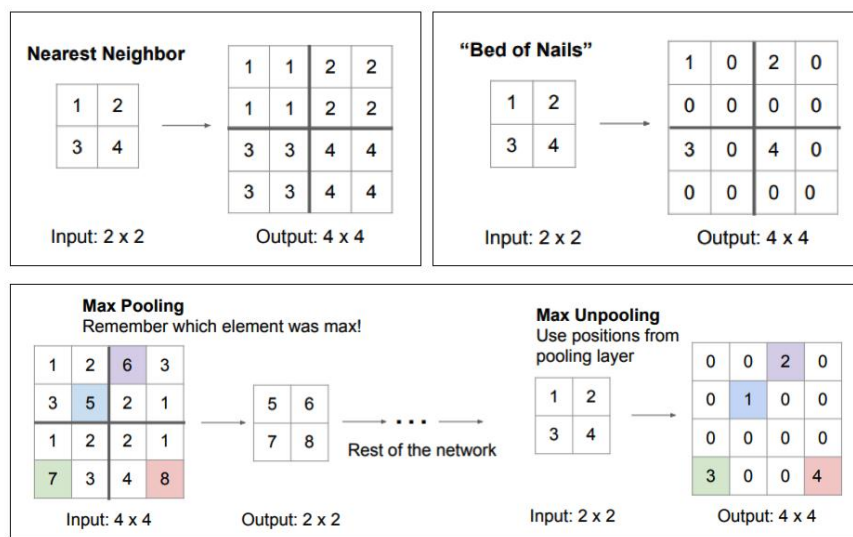 Nearest Neighbor
1 2
3 4
1 1 2 2
1 1 2 2
3 3 4 4
3 3 4 4
Input: 2 x 2
Output: 4 x 4
“Bed of Nails”
1 2
3 4
1 0 2 0
0 0 0 0
3 0 4 0
0 0 0 0
Input: 2 x 2
Output: 4 x 4
Max Pooling
Remember which element was max!
1 2 6 3
3 5 2 1
1 2 2 1
7 3 4 8
Input: 4 x 4
5 6
7 8
Output: 2 x 2
...
Rest of the network
Max Unpooling
Use positions from
pooling layer
1 2
3 4
Input: 2 x 2
0 0 2 0
0 1 0 0
0 0 0 0
3 0 0 4
Output: 4 x 4